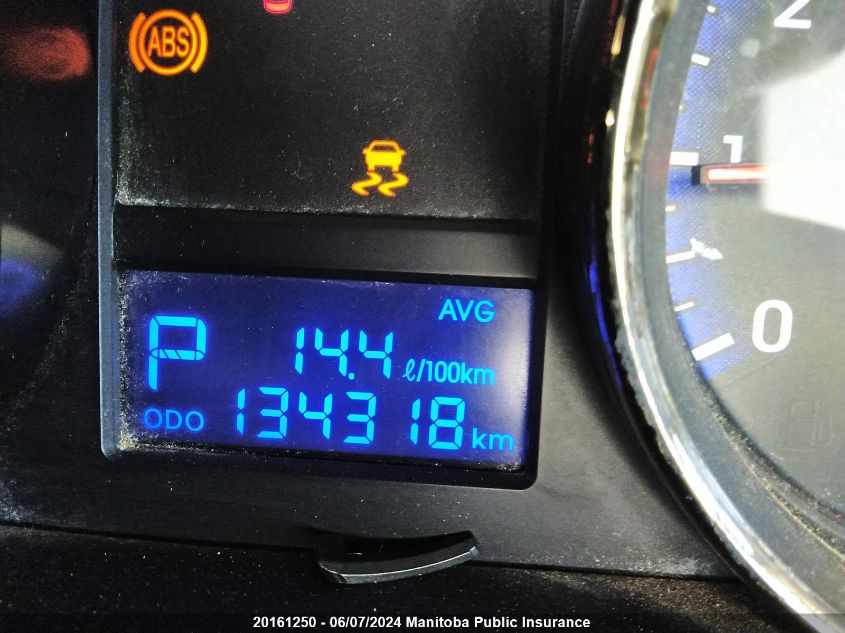 ABS
2
1
0
AVG
P 14.4 ℓ/100km
ODO 134318 km
20161250 - 06/07/2024 Manitoba Public Insurance